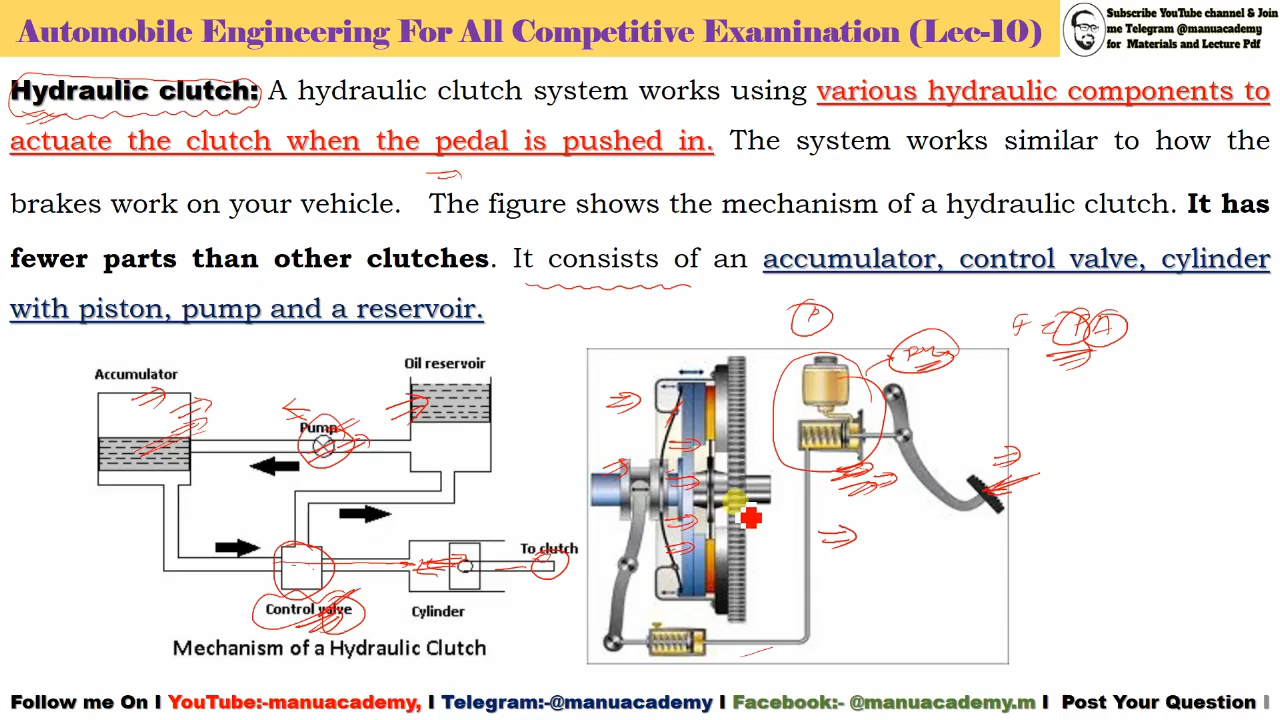 Automobile Engineering For All Competitive Examination (Lec-10)
Subscribe YouTube channel & Join
me Telegram @manuacademy
for Materials and Lecture Pdf
Hydraulic clutch: A hydraulic clutch system works using various hydraulic components to
actuate the clutch when the pedal is pushed in. The system works similar to how the
brakes work on your vehicle. The figure shows the mechanism of a hydraulic clutch. It has
fewer parts than other clutches. It consists of an accumulator, control valve, cylinder
with piston, pump and a reservoir.
P
F = PA
Accumulator
Oil reservoir
Pump
To clutch
Control valve
Cylinder
Mechanism of a Hydraulic Clutch
Follow me On I YouTube:-manuacademy, I Telegram:-@manuacademy I Facebook:- @manuacademy.m I Post Your Question I